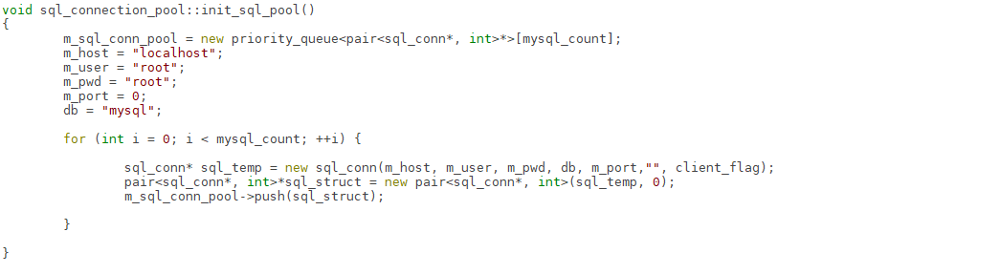 void sql_connection_pool::init_sql_pool()
{
m_sql_conn_pool = new priority_queue<pair<sql_conn*, int>*>[mysql_count];
m_host = "localhost";
m_user = "root";
m_pwd = "root";
m_port = 0;
db = "mysql";
for (int i = 0; i < mysql_count; ++i) {
sql_conn* sql_temp = new sql_conn(m_host, m_user, m_pwd, db, m_port,"", client_flag);
pair<sql_conn*, int>*sql_struct = new pair<sql_conn*, int>(sql_temp, 0);
m_sql_conn_pool->push(sql_struct);
}
}